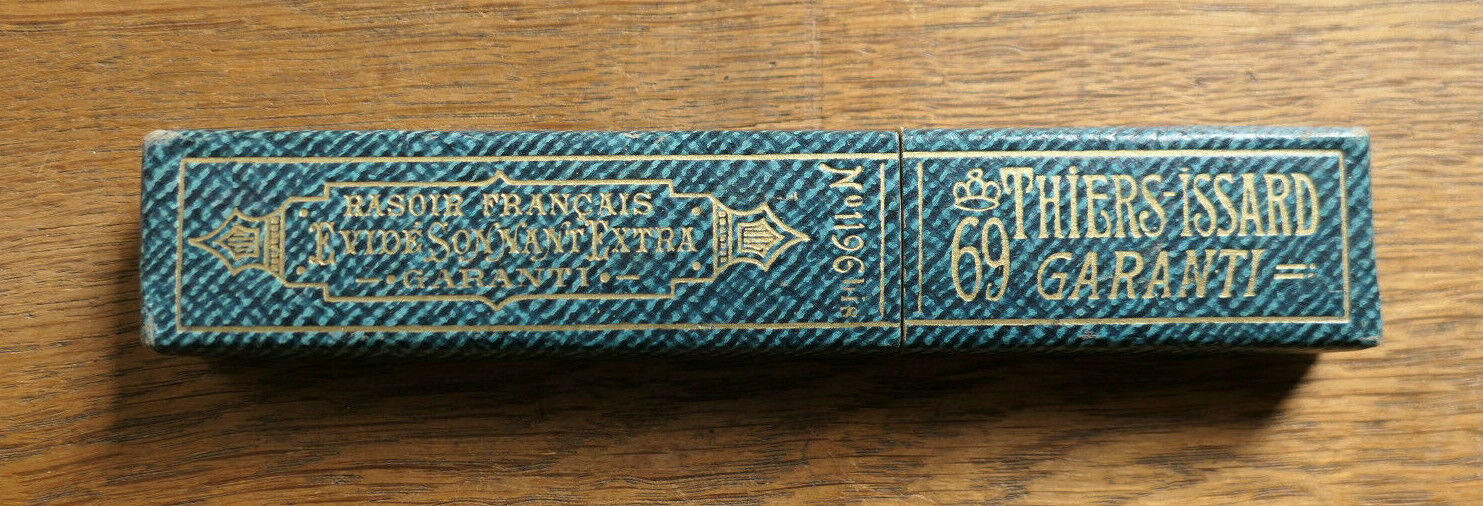 RASOIR FRANÇAIS
EVIDÉ SONNANT EXTRA
— • GARANTI • —
Nº 1196 bis
69 THIERS-ISSARD
GARANTI =